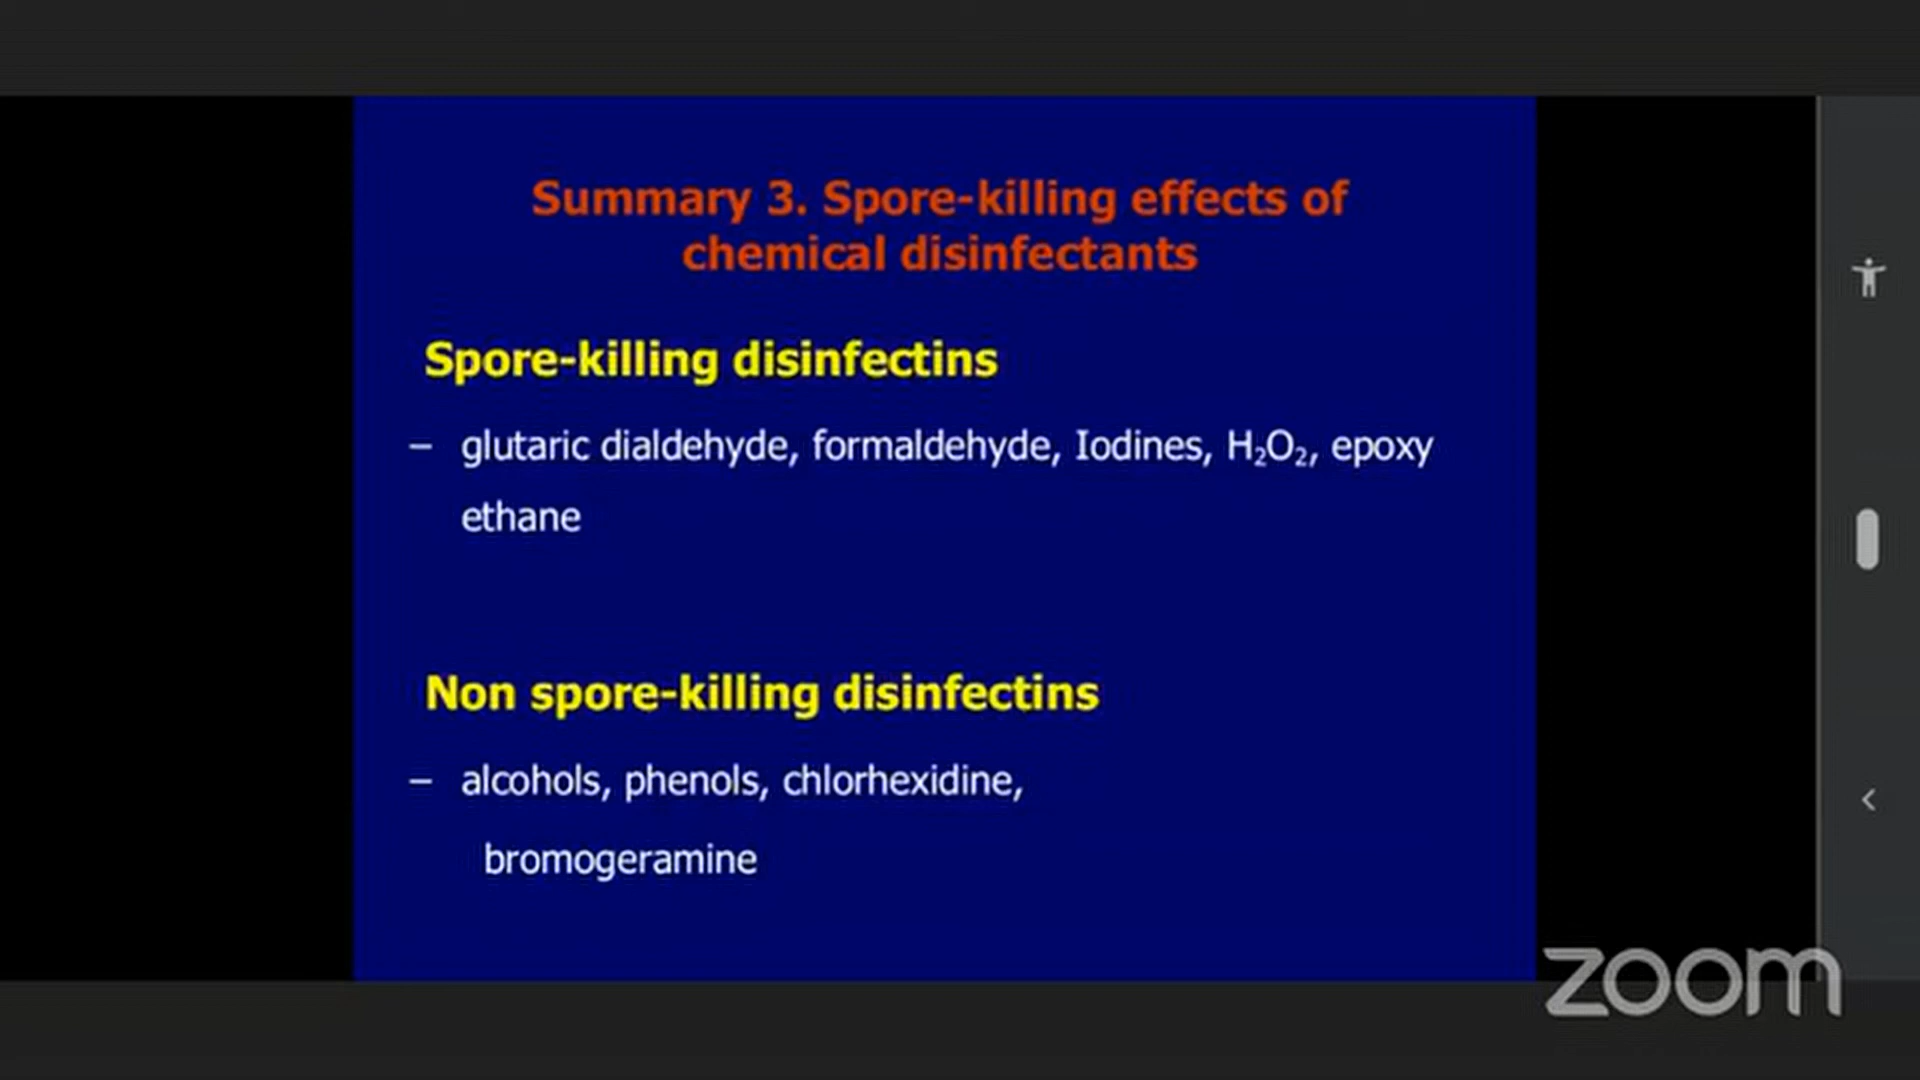 Summary 3. Spore-killing effects of
chemical disinfectants
Spore-killing disinfectins
– glutaric dialdehyde, formaldehyde, Iodines, H₂O₂, epoxy
ethane
Non spore-killing disinfectins
– alcohols, phenols, chlorhexidine,
bromogeramine
zoom